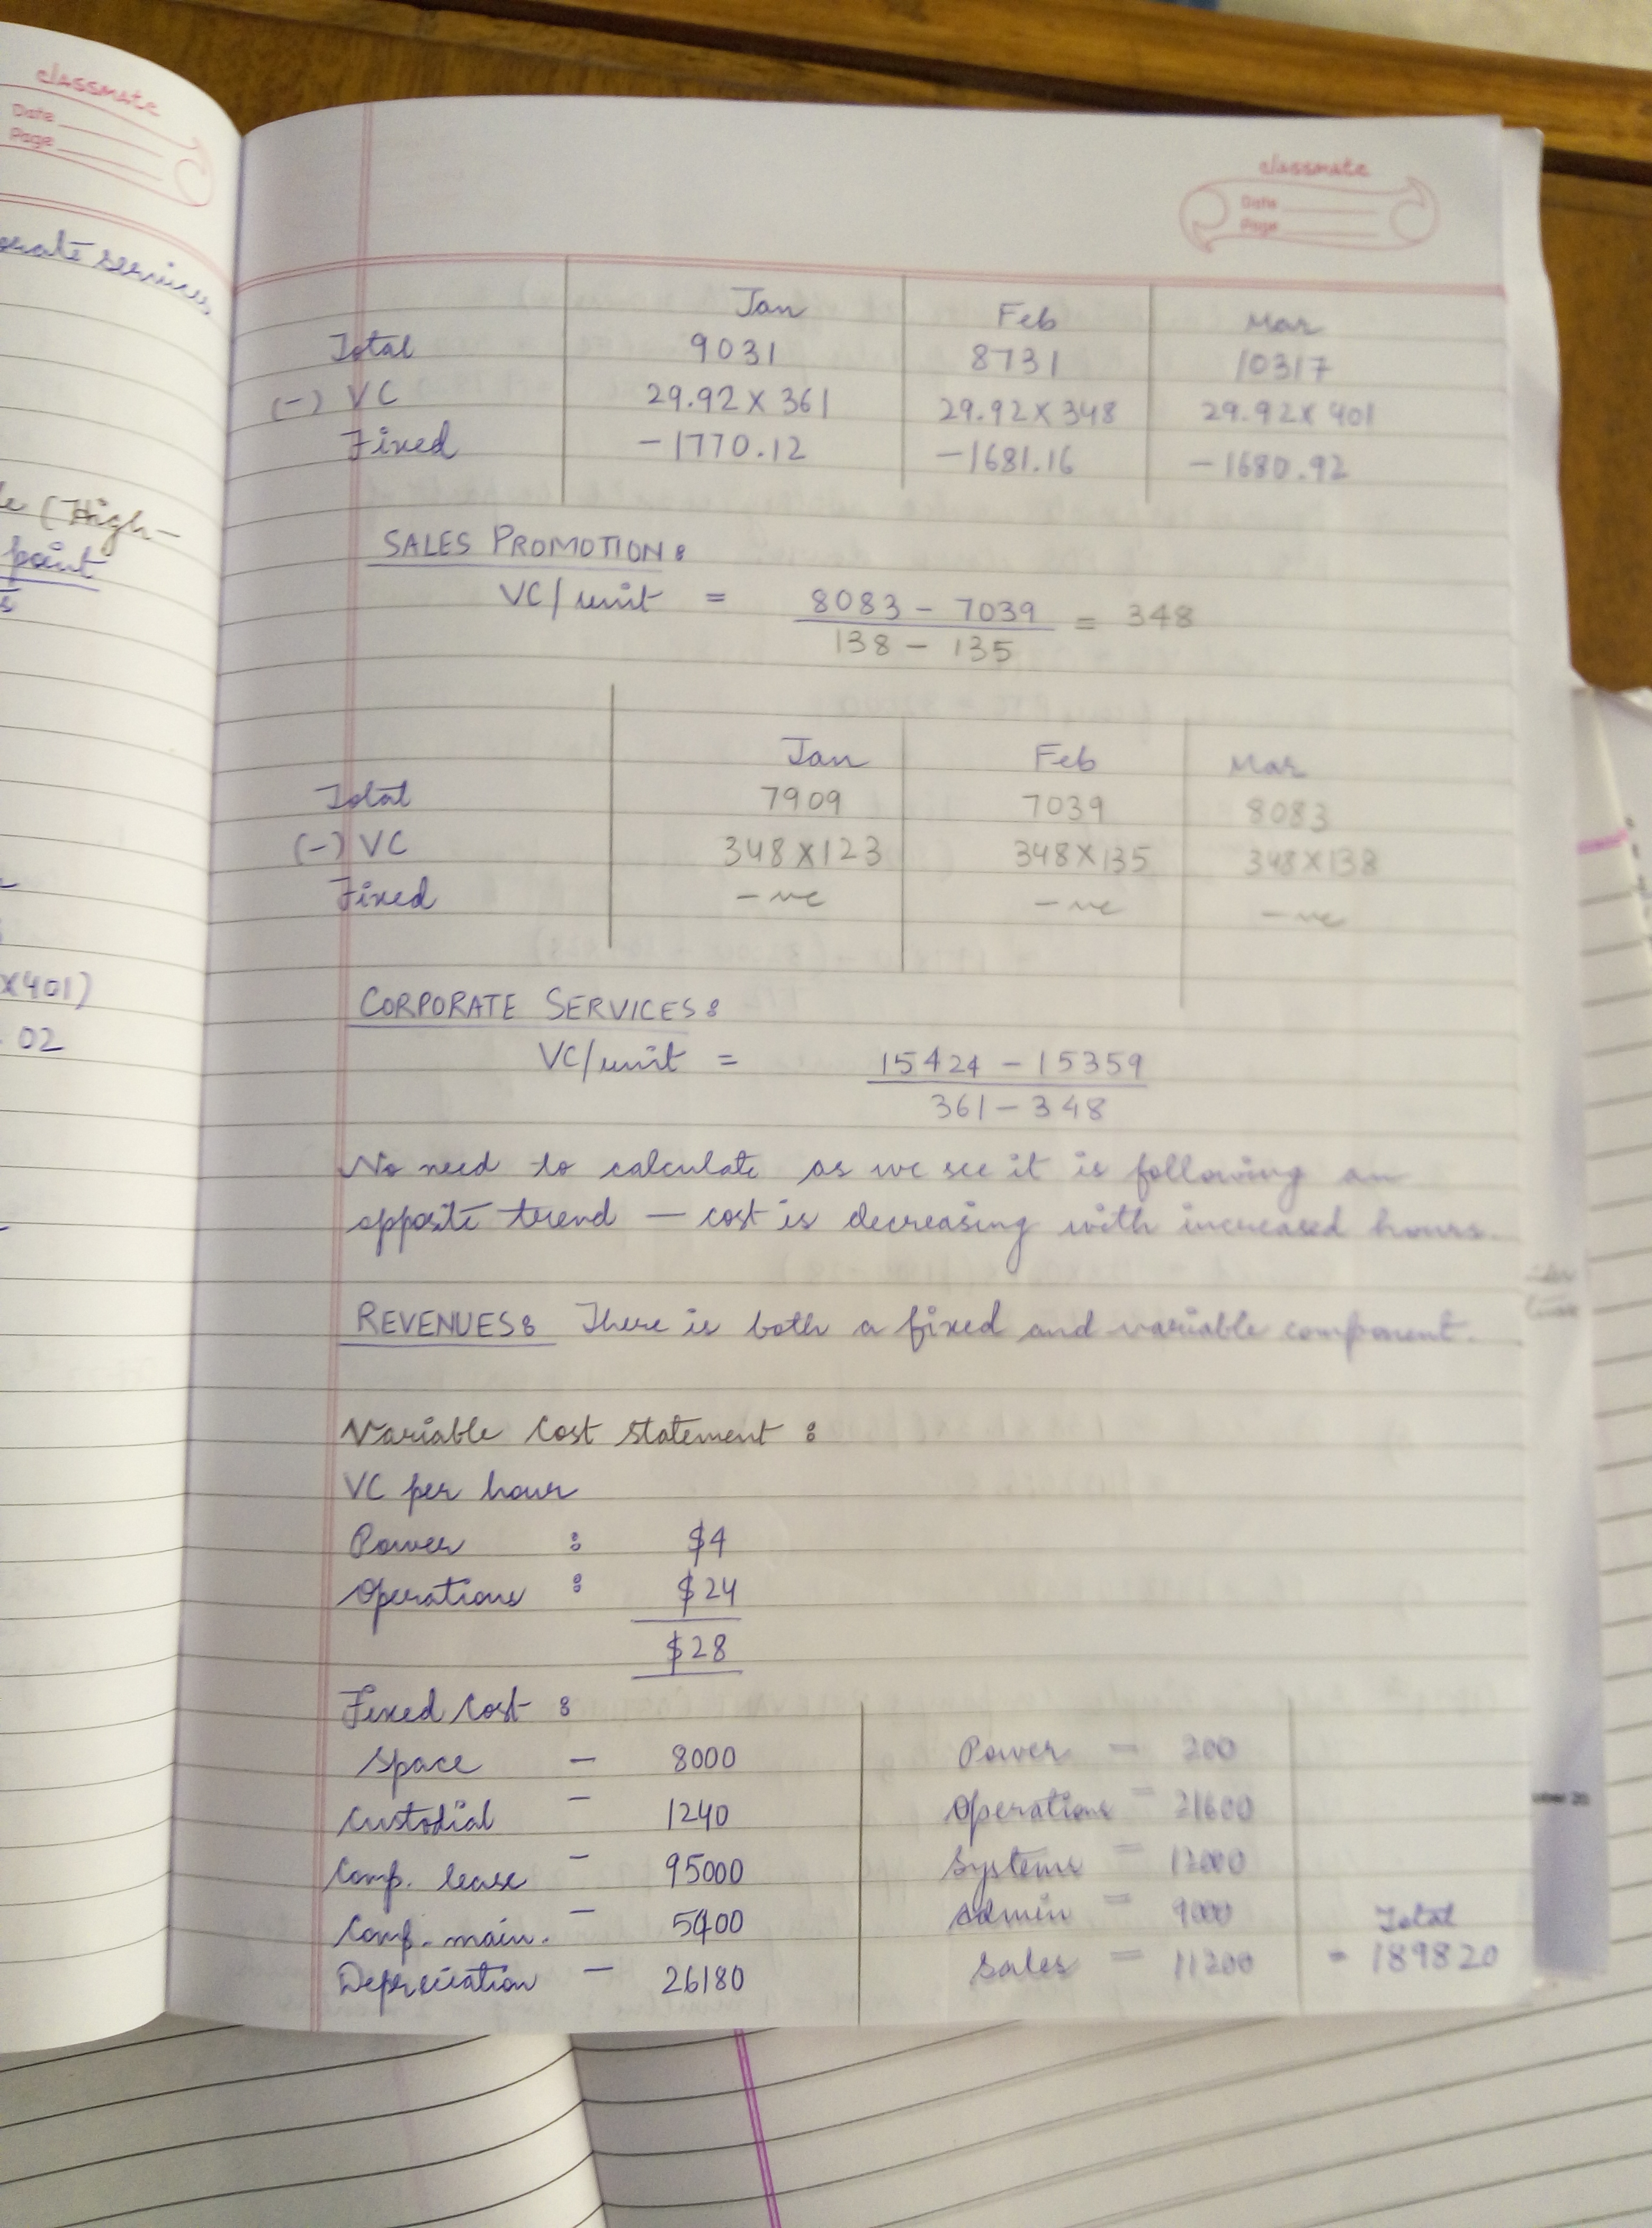 classmate
Date
Page
orate services
(High-
point
x401)
02
classmate
Date
Page
Jan Feb Mar
Total 9031 8731 10317
(-) VC 29.92 x 361 29.92 x 348 29.92 x 401
Fixed -1770.12 -1681.16 -1680.92
SALES PROMOTION:
VC/unit = 8083 - 7039 = 348
138 - 135
Jan Feb Mar
Total 7909 7039 8083
(-) VC 348 x 123 348 x 135 348 x 138
Fixed -ve -ve -ve
CORPORATE SERVICES:
VC/unit = 15424 - 15359
361 - 348
No need to calculate as we see it is following an
opposite trend - cost is decreasing with increased hours.
REVENUES: There is both a fixed and variable component.
Variable Cost statement :
VC per hour
Power : $4
Operations : $24
$28
Fixed Cost :
Space - 8000 Power - 200
Custodial - 1240 Operations - 21600
Comp. lease - 95000 Systems - 12000
Comp. main. - 5400 Admin - 9000 Total
Depreciation - 26180 Sales - 11200 = 189820